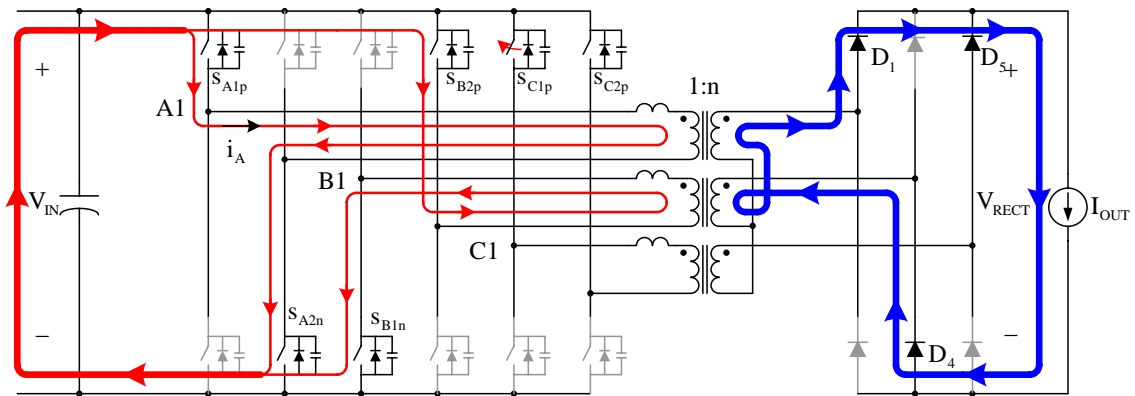 +
S_A1p
S_B2p
S_C1p
S_C2p
1:n
D_1
D_5
+
A1
i_A
B1
V_IN
V_RECT
I_OUT
C1
S_A2n
S_B1n
−
−
D_4